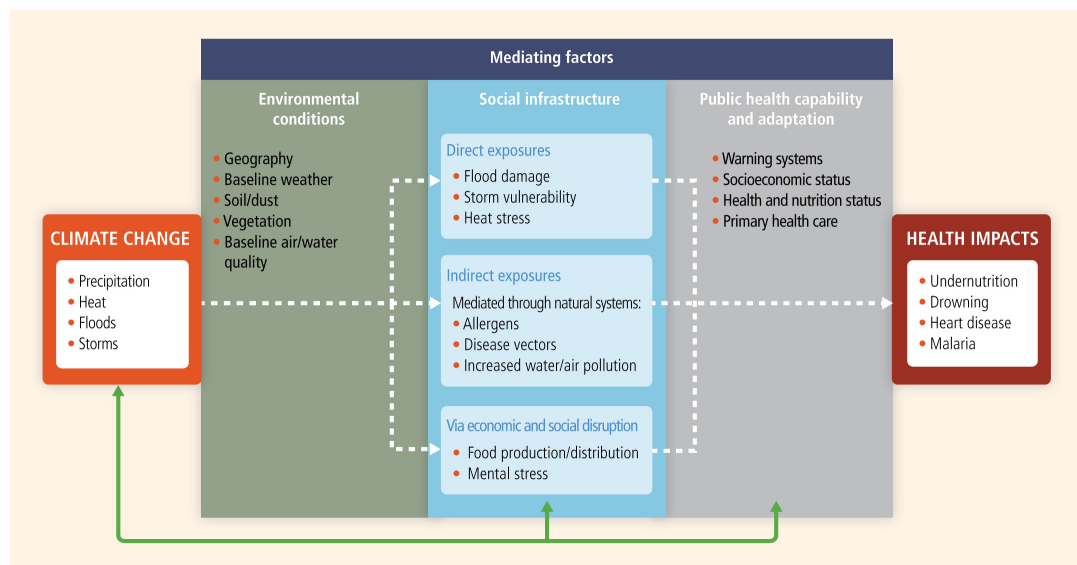 Mediating factors
Environmental
conditions
Social infrastructure
Public health capability
and adaptation
CLIMATE CHANGE
• Precipitation
• Heat
• Floods
• Storms
• Geography
• Baseline weather
• Soil/dust
• Vegetation
• Baseline air/water
quality
Direct exposures
• Flood damage
• Storm vulnerability
• Heat stress
Indirect exposures
Mediated through natural systems:
• Allergens
• Disease vectors
• Increased water/air pollution
Via economic and social disruption
• Food production/distribution
• Mental stress
• Warning systems
• Socioeconomic status
• Health and nutrition status
• Primary health care
HEALTH IMPACTS
• Undernutrition
• Drowning
• Heart disease
• Malaria